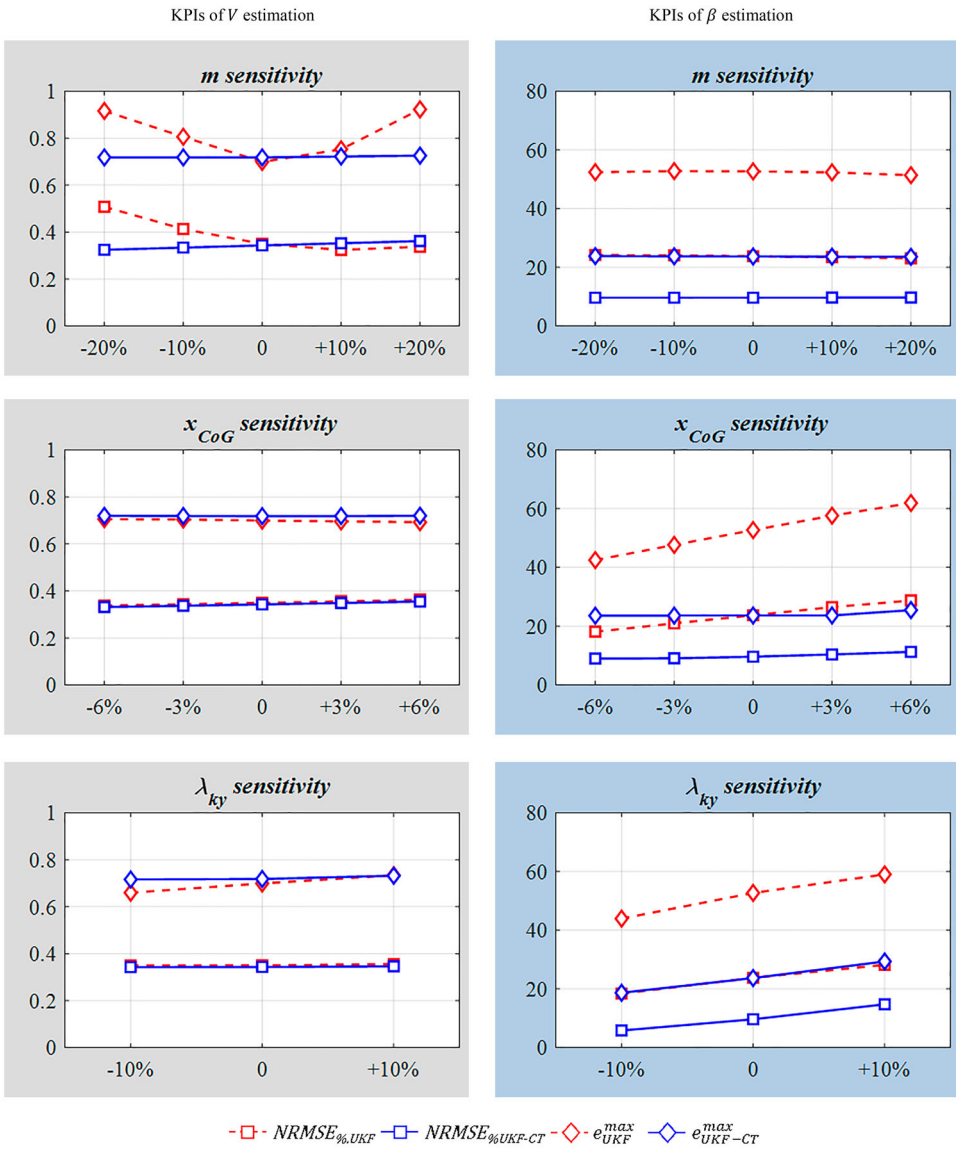 KPIs of V estimation
KPIs of β estimation
m sensitivity
1
0.8
0.6
0.4
0.2
0
-20% -10% 0 +10% +20%
m sensitivity
80
60
40
20
0
-20% -10% 0 +10% +20%
x_CoG sensitivity
1
0.8
0.6
0.4
0.2
0
-6% -3% 0 +3% +6%
x_CoG sensitivity
80
60
40
20
0
-6% -3% 0 +3% +6%
λ_ky sensitivity
1
0.8
0.6
0.4
0.2
0
-10% 0 +10%
λ_ky sensitivity
80
60
40
20
0
-10% 0 +10%
NRMSE_%,UKF NRMSE_%UKF-CT e_UKF^max e_UKF-CT^max